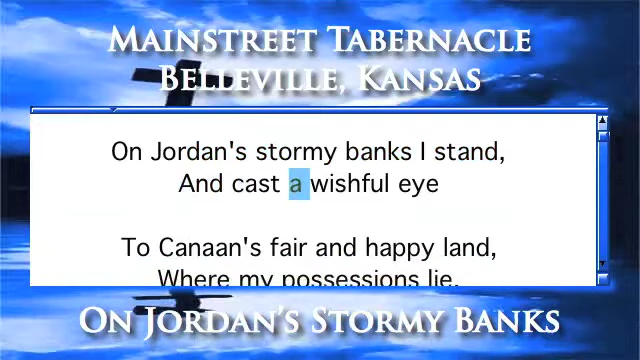 Mainstreet Tabernacle
Belleville, Kansas
On Jordan's stormy banks I stand,
And cast a wishful eye
To Canaan's fair and happy land,
Where my possessions lie.
On Jordan's Stormy Banks